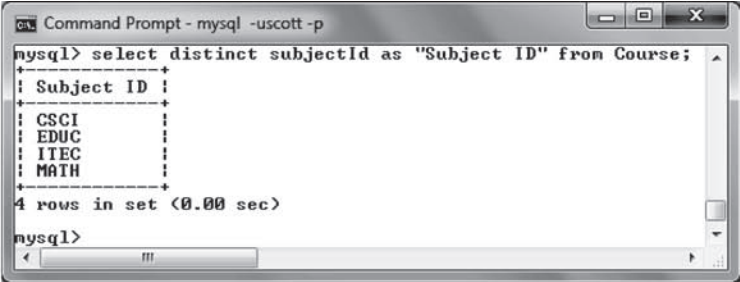 Command Prompt - mysql -uscott -p
mysql> select distinct subjectId as "Subject ID" from Course;
+------------+
| Subject ID |
+------------+
| CSCI       |
| EDUC       |
| ITEC       |
| MATH       |
+------------+
4 rows in set (0.00 sec)
mysql>